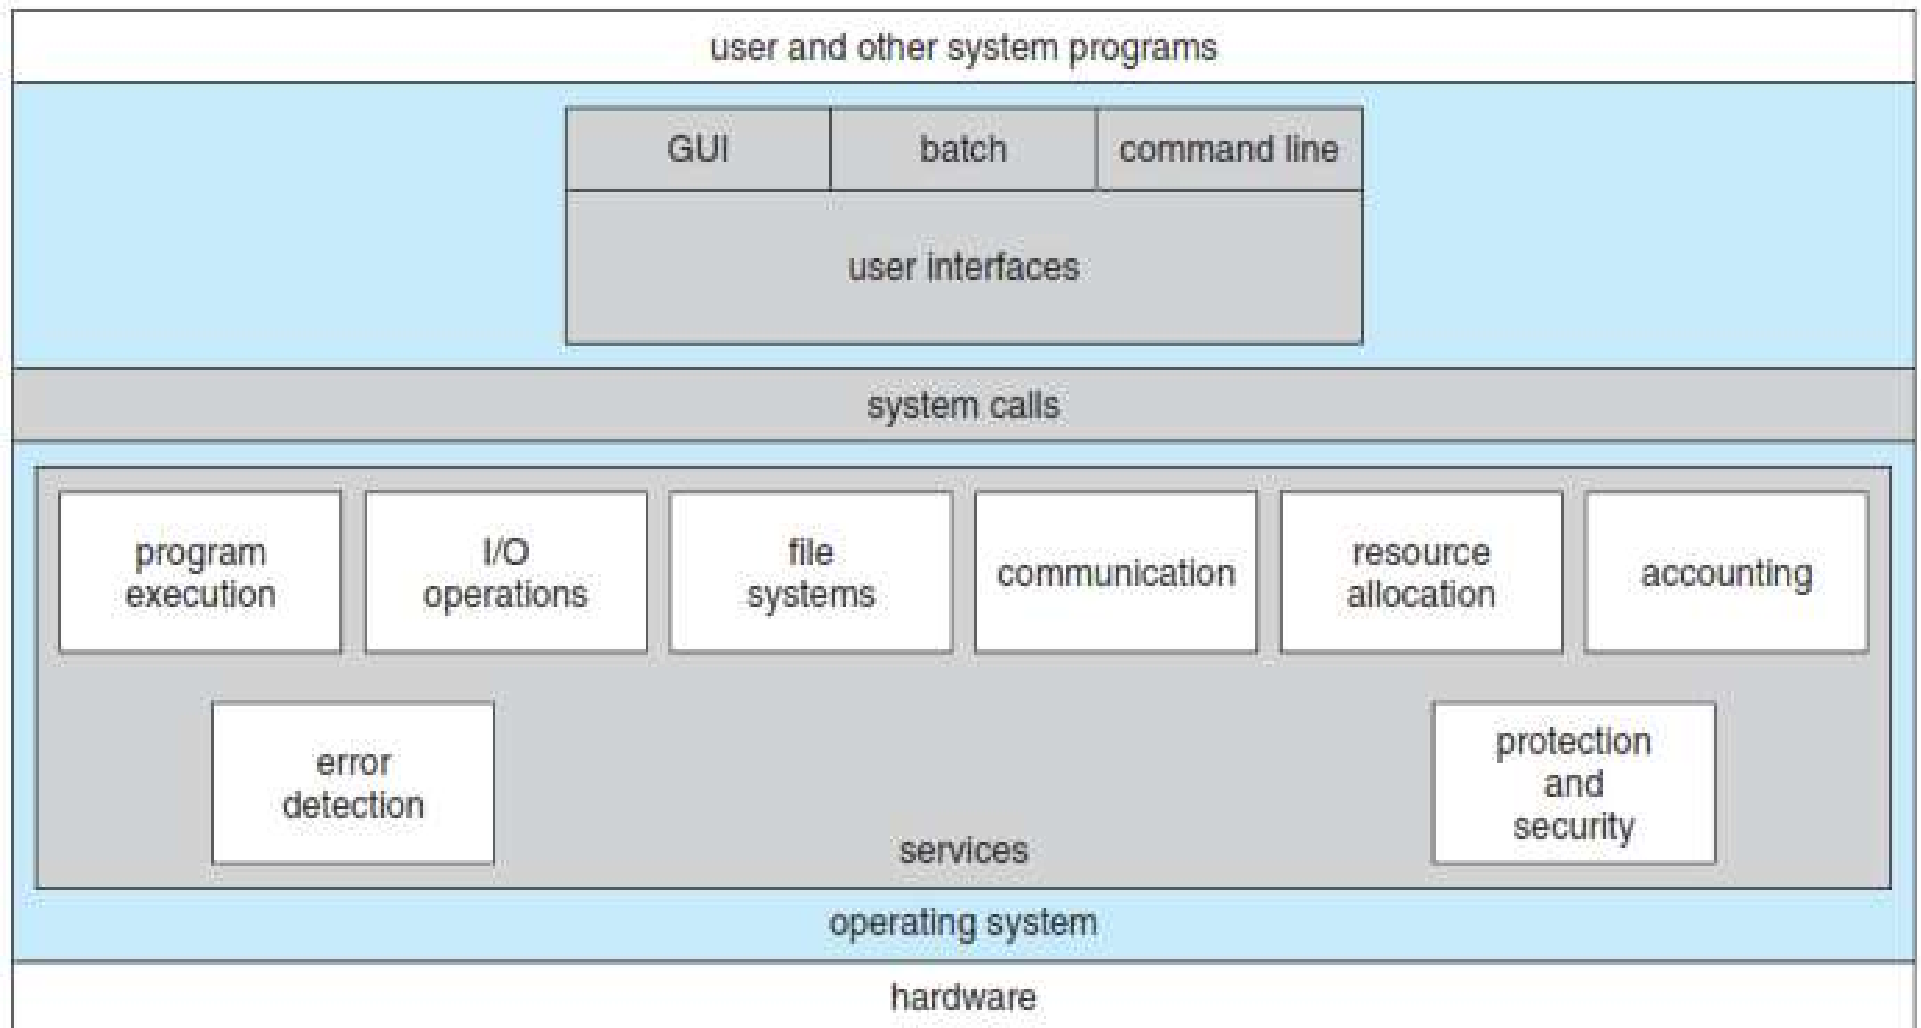 user and other system programs
GUI
batch
command line
user interfaces
system calls
program
execution
I/O
operations
file
systems
communication
resource
allocation
accounting
error
detection
protection
and
security
services
operating system
hardware